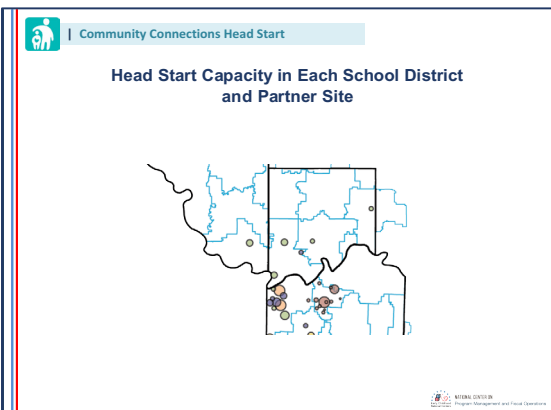 | Community Connections Head Start
Head Start Capacity in Each School District
and Partner Site
NATIONAL CENTER ON
Program Management and Fiscal Operations